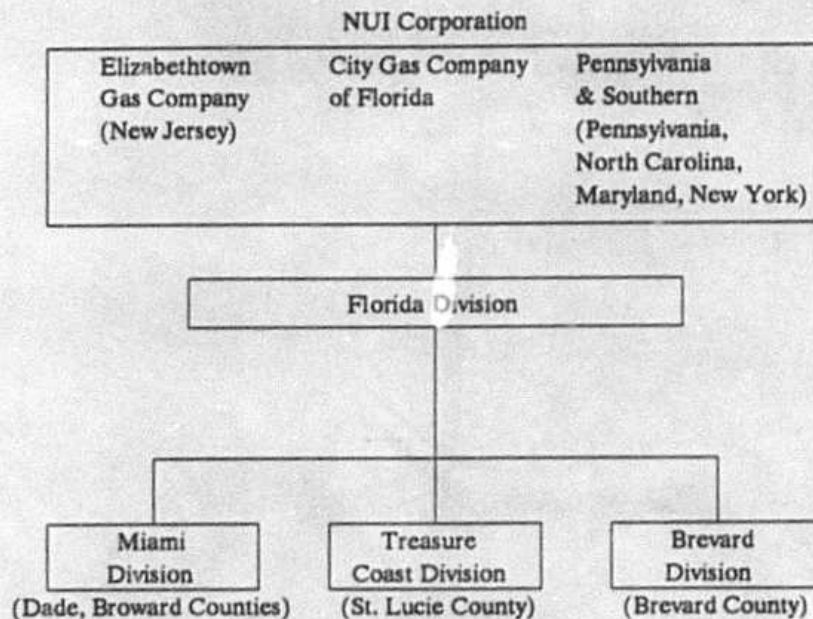 NUI Corporation
Elizabethtown
Gas Company
(New Jersey)
City Gas Company
of Florida
Pennsylvania
& Southern
(Pennsylvania,
North Carolina,
Maryland, New York)
Florida Division
Miami
Division
(Dade, Broward Counties)
Treasure
Coast Division
(St. Lucie County)
Brevard
Division
(Brevard County)